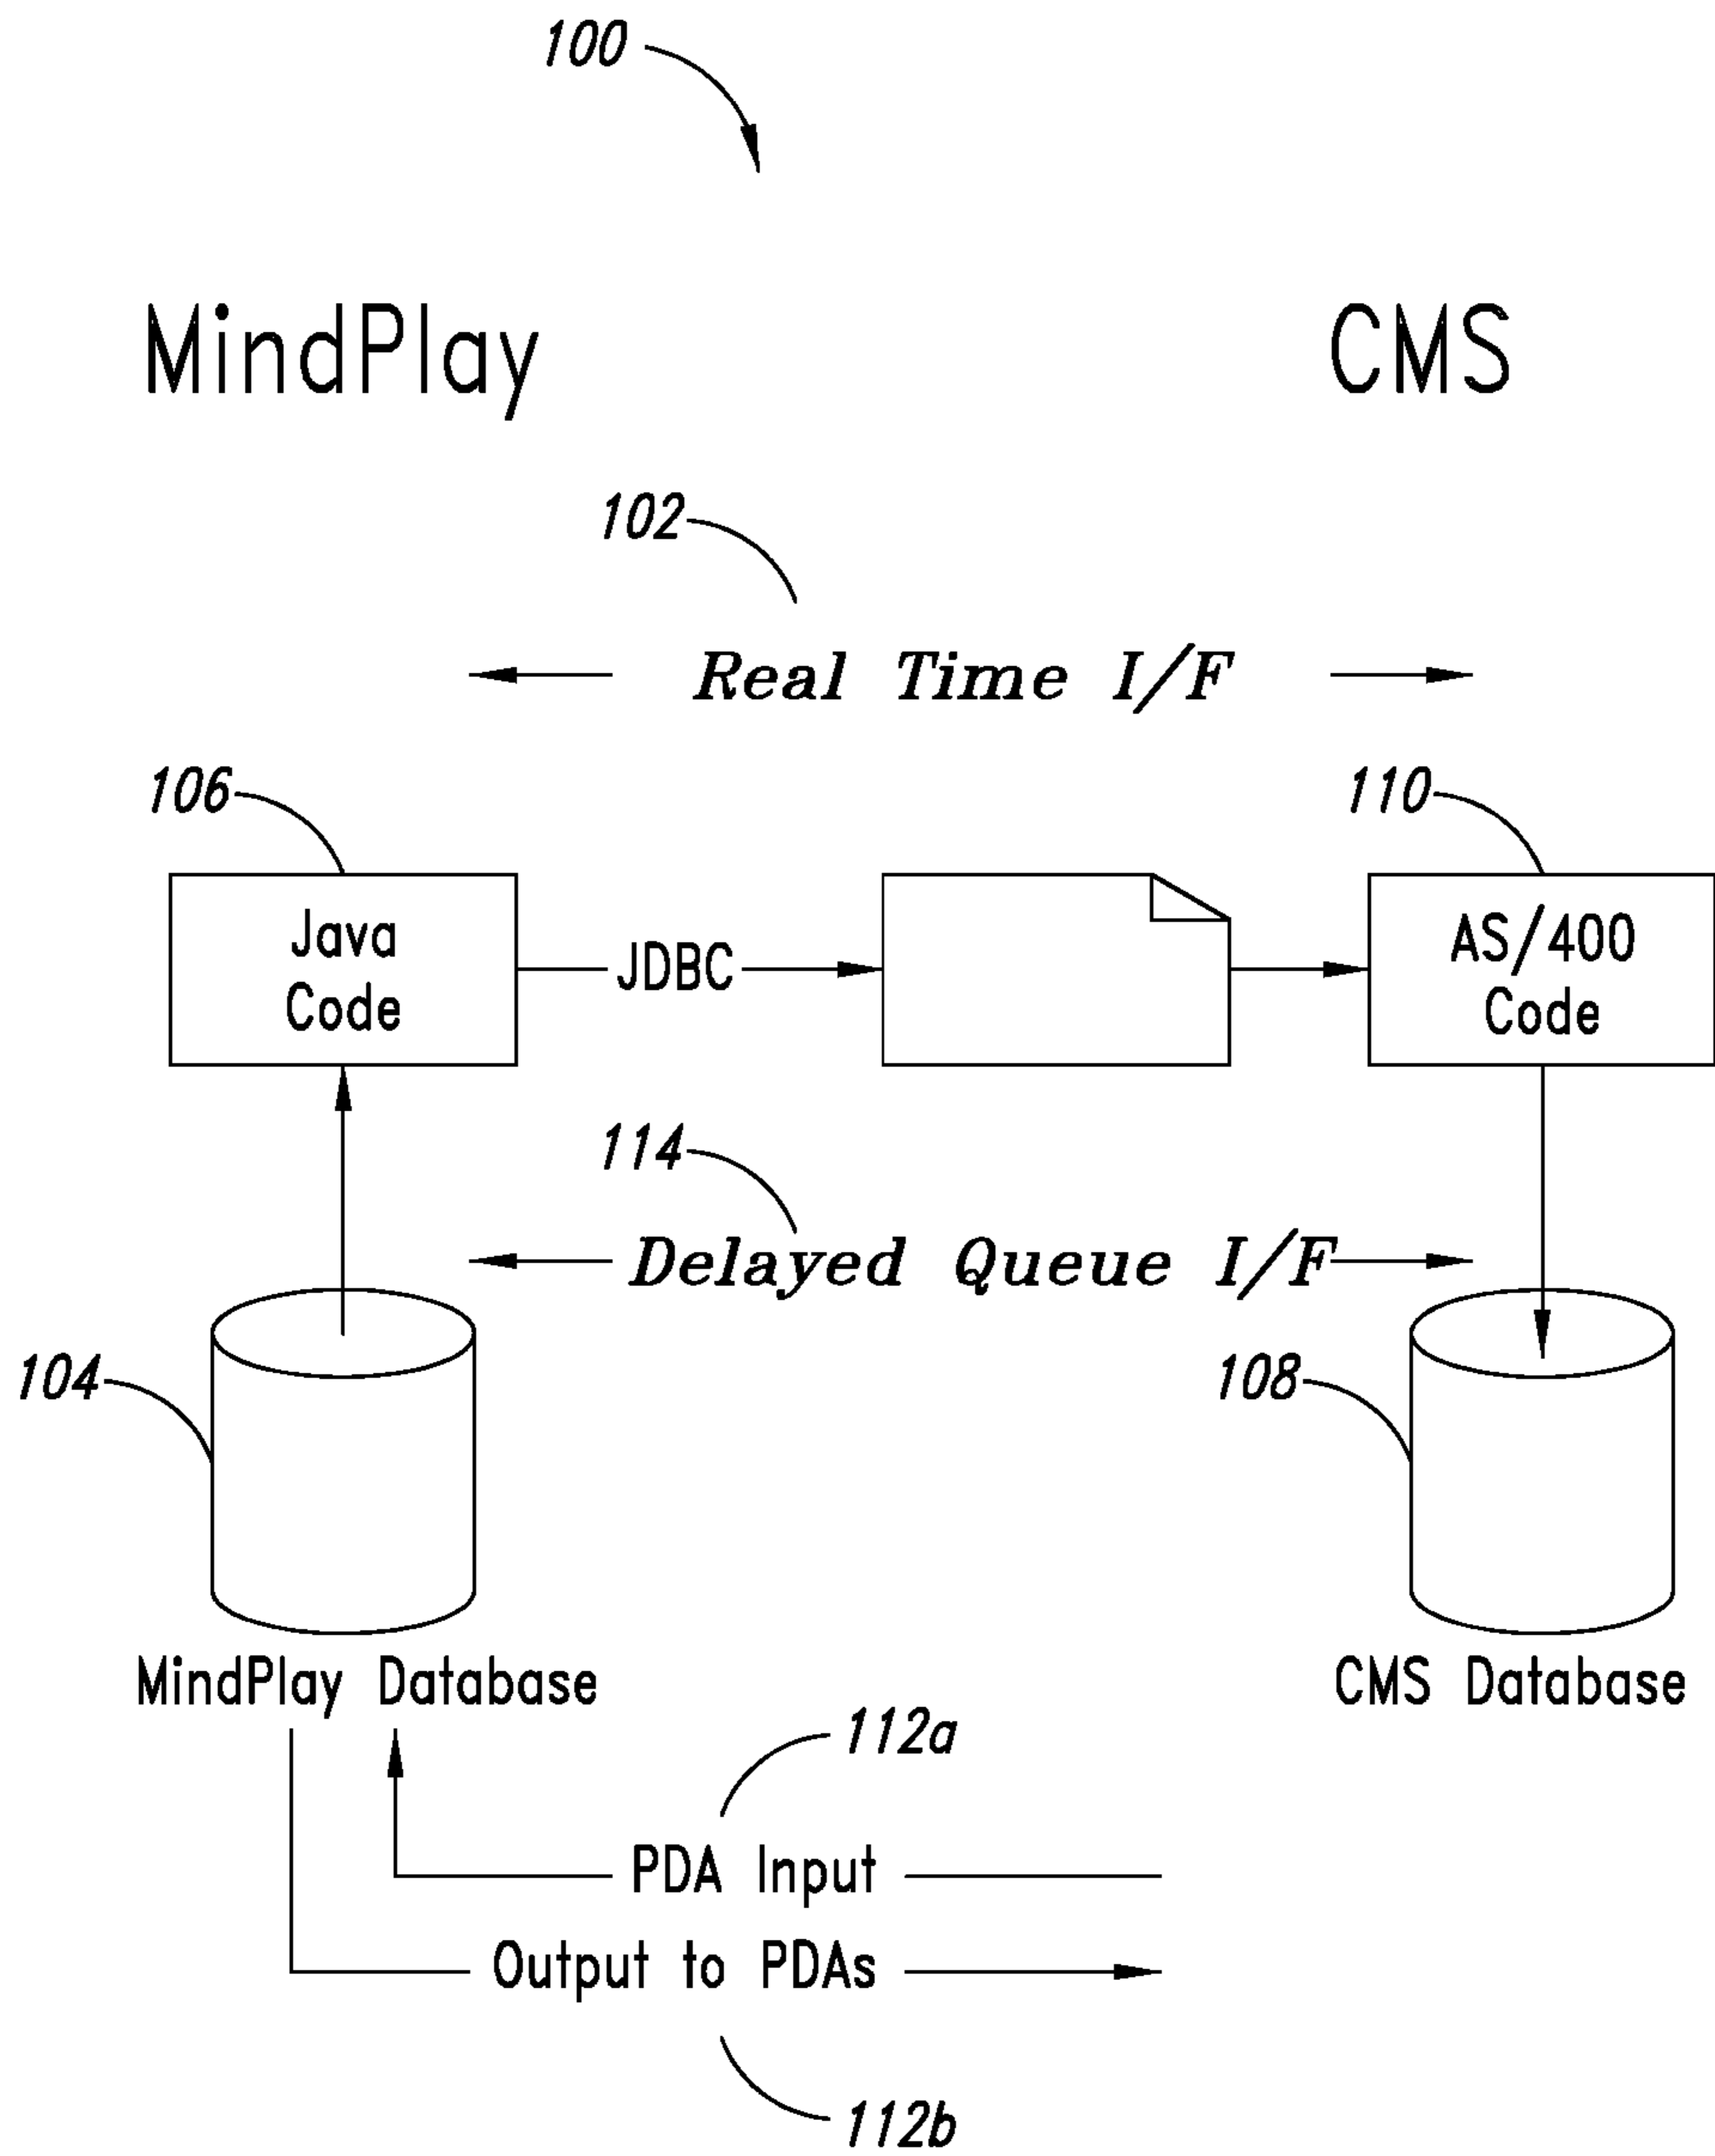 100
MindPlay
CMS
102
Real Time I/F
106
110
Java
Code
JDBC
AS/400
Code
114
Delayed Queue I/F
104
108
MindPlay Database
CMS Database
112a
PDA Input
Output to PDAs
112b